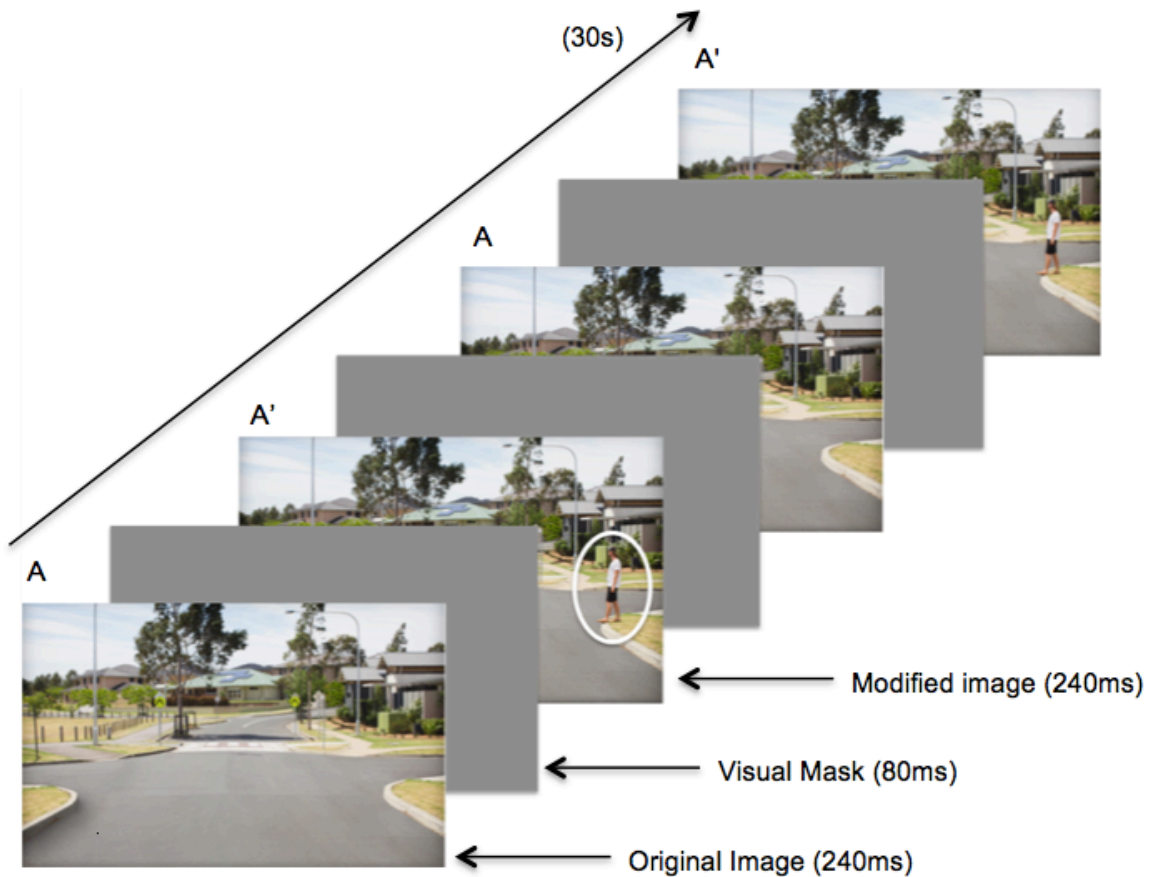 (30s)
A'
A
A'
A
Modified image (240ms)
Visual Mask (80ms)
Original Image (240ms)